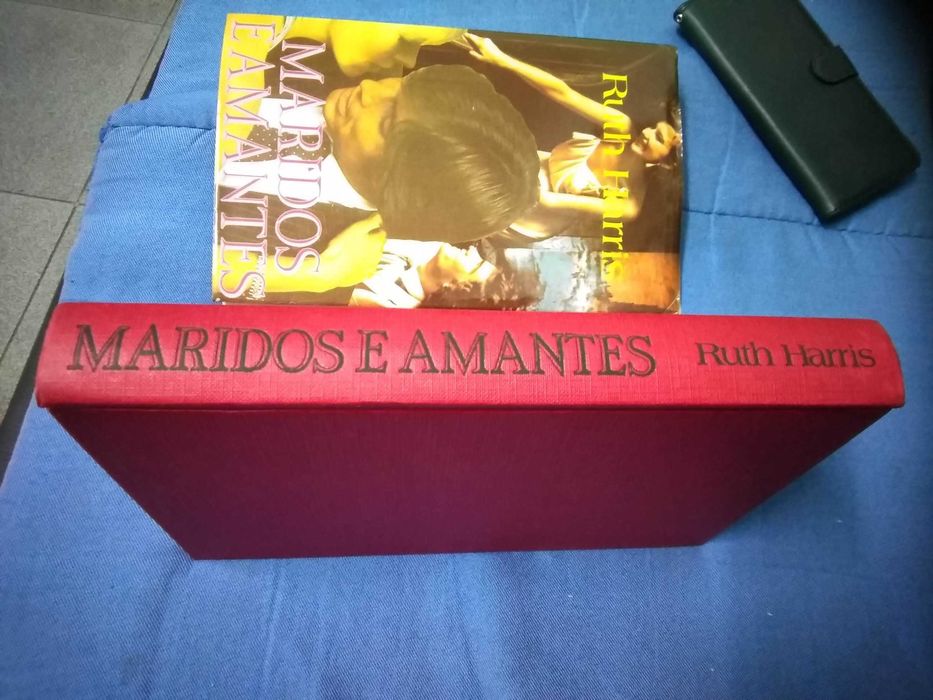 MARIDOS
E AMANTES
Ruth Harris
MARIDOS E AMANTES Ruth Harris